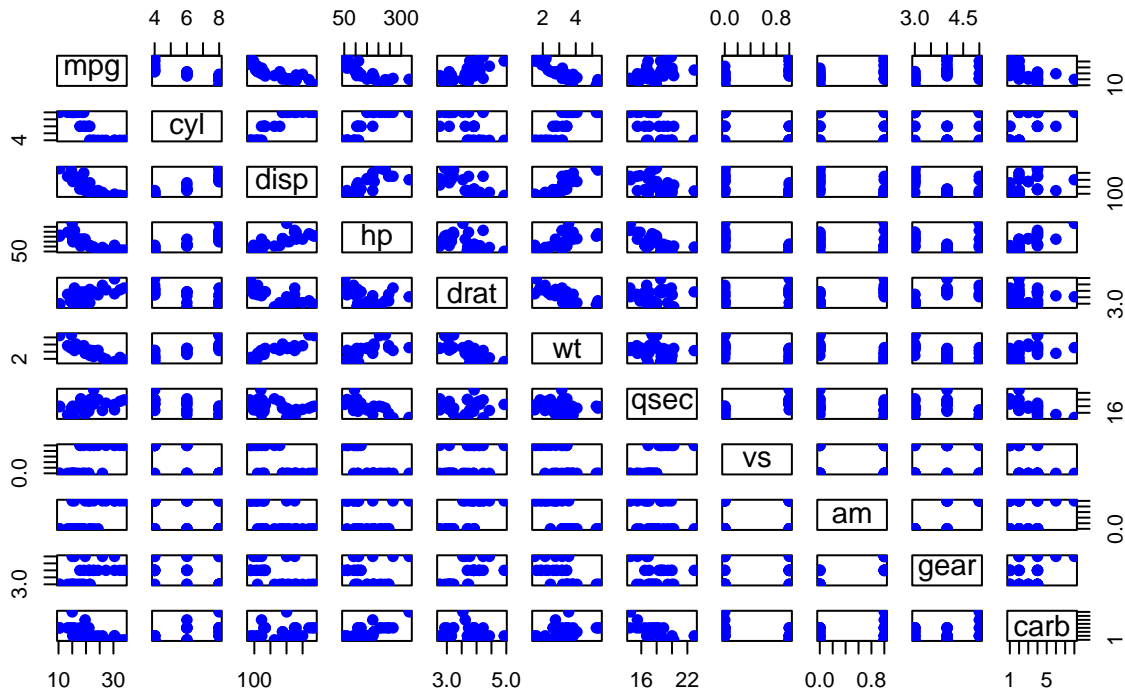 4 6 8 50 300 2 4 0.0 0.8 3.0 4.5
mpg 10
4 cyl
disp 100
50 hp
drat 3.0
2 wt
qsec 16
0.0 vs
am 0.0
3.0 gear
carb 1
10 30 100 3.0 5.0 16 22 0.0 0.8 1 5